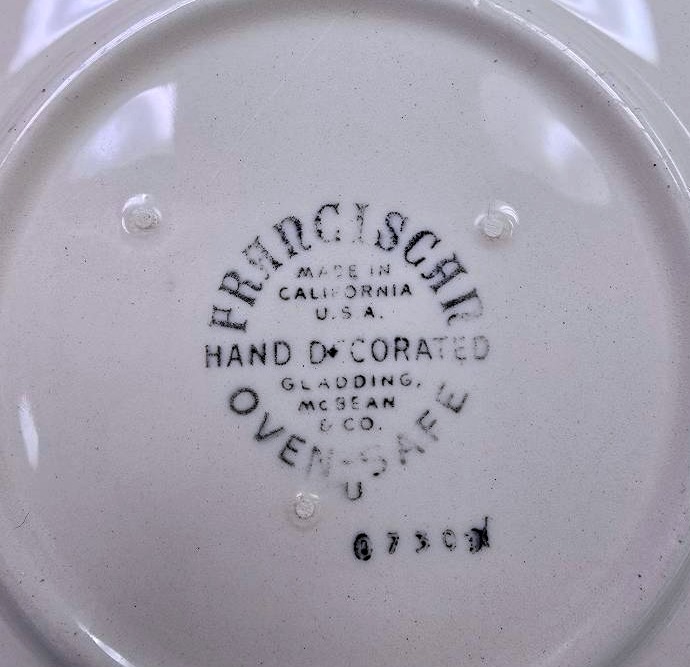 FRANCISCAN
MADE IN
CALIFORNIA
U.S.A.
HAND DECORATED
GLADDING,
MCBEAN
& CO.
OVEN-SAFE
U